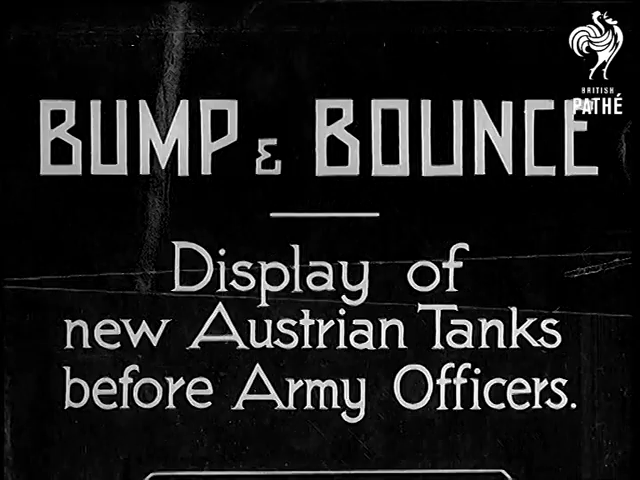 BRITISH
PATHÉ
BUMP & BOUNCE
Display of
new Austrian Tanks
before Army Officers.